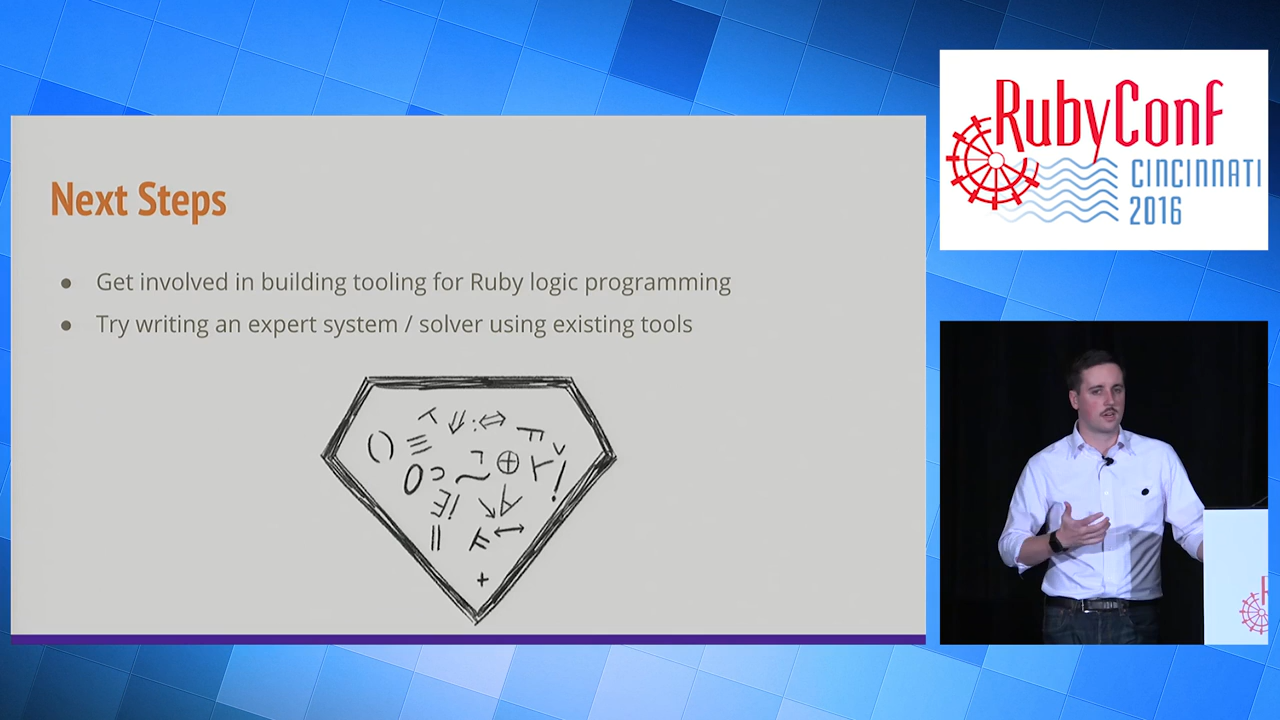 Next Steps
● Get involved in building tooling for Ruby logic programming
● Try writing an expert system / solver using existing tools
RubyConf
CINCINNATI
2016